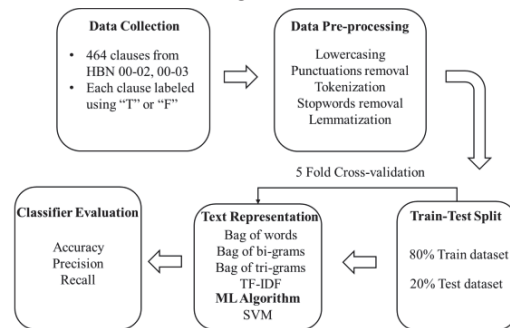 Data Collection
• 464 clauses from
HBN 00-02, 00-03
• Each clause labeled
using “T” or “F”
Data Pre-processing
Lowercasing
Punctuations removal
Tokenization
Stopwords removal
Lemmatization
5 Fold Cross-validation
Train-Test Split
80% Train dataset
20% Test dataset
Text Representation
Bag of words
Bag of bi-grams
Bag of tri-grams
TF-IDF
ML Algorithm
SVM
Classifier Evaluation
Accuracy
Precision
Recall